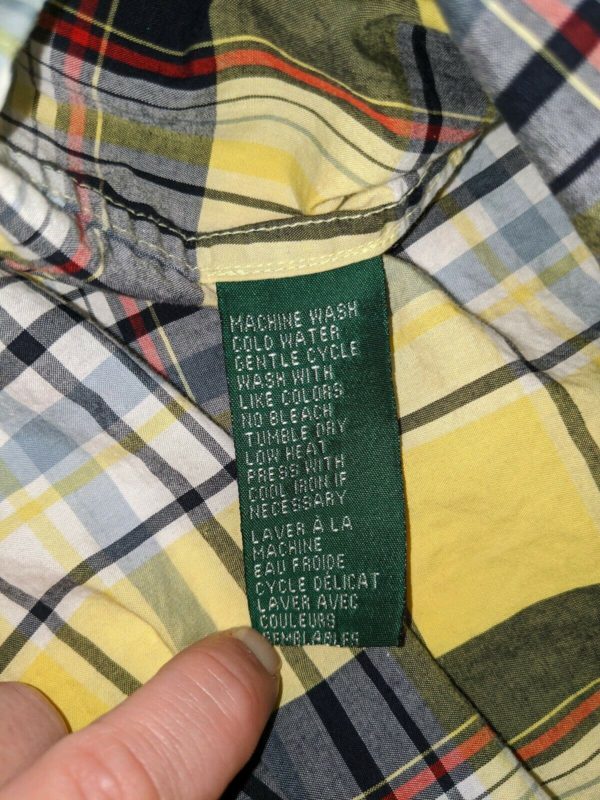 MACHINE WASH
COLD WATER
GENTLE CYCLE
WASH WITH
LIKE COLORS
NO BLEACH
TUMBLE DRY
LOW HEAT
PRESS WITH
COOL IRON IF
NECESSARY
LAVER À LA
MACHINE
EAU FROIDE
CYCLE DÉLICAT
LAVER AVEC
COULEURS
SEMBLABLES